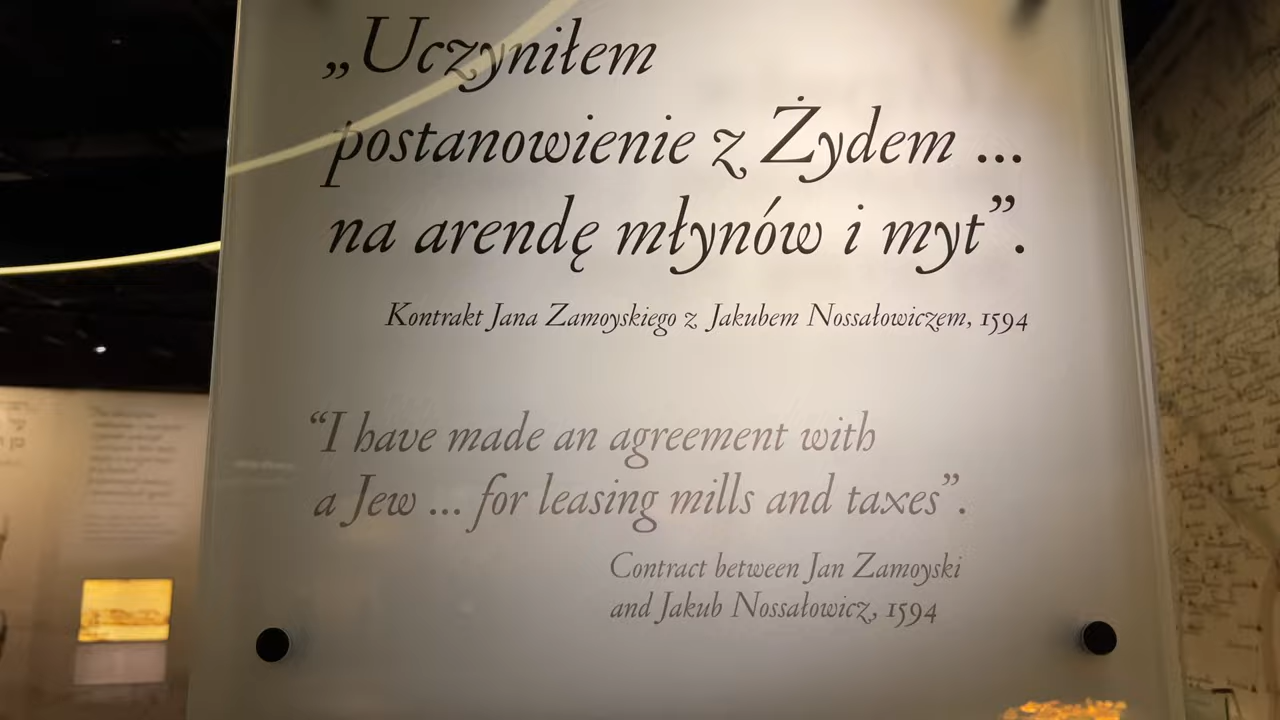 „Uczyniłem
postanowienie z Żydem ...
na arendę młynów i myt”.
Kontrakt Jana Zamoyskiego z Jakubem Nossałowiczem, 1594
“I have made an agreement with
a Jew ... for leasing mills and taxes”.
Contract between Jan Zamoyski
and Jakub Nossałowicz, 1594